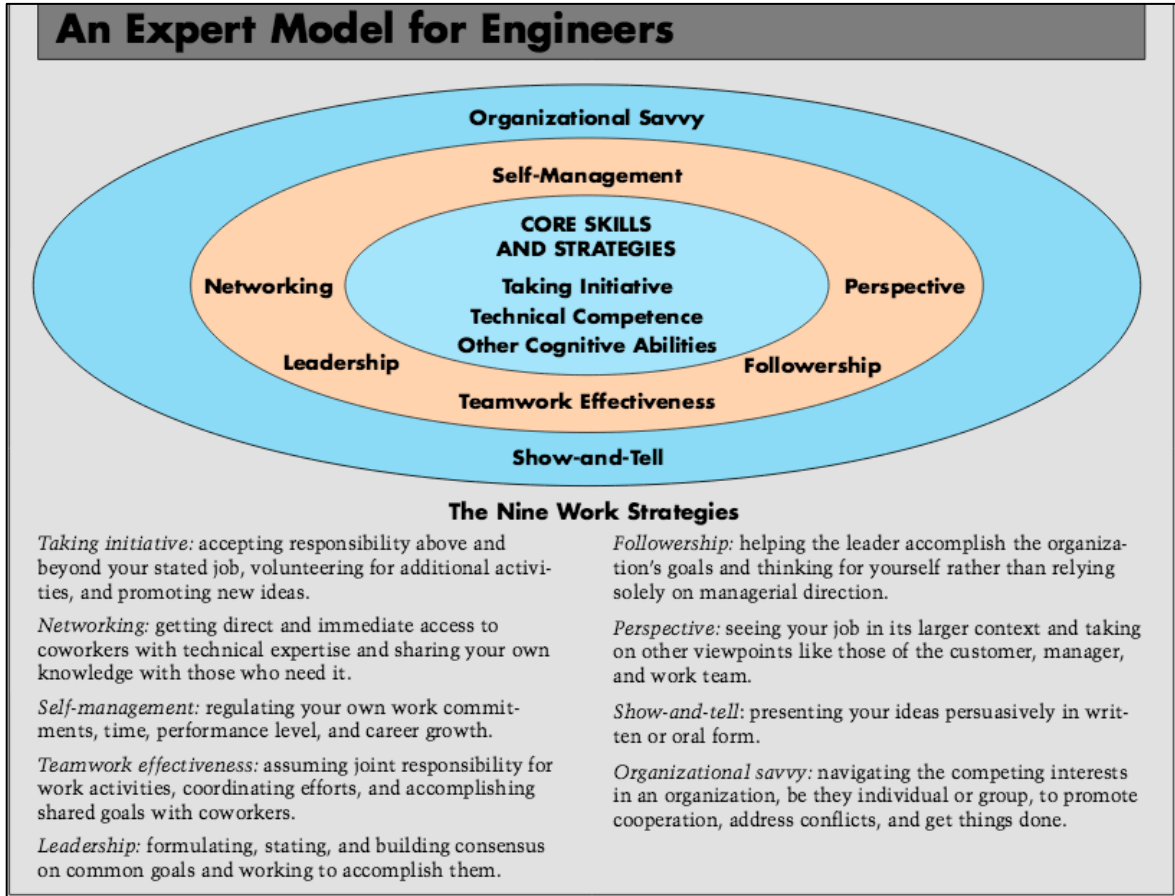 An Expert Model for Engineers
Organizational Savvy
Self-Management
CORE SKILLS
AND STRATEGIES
Networking
Taking Initiative
Perspective
Technical Competence
Other Cognitive Abilities
Leadership
Followership
Teamwork Effectiveness
Show-and-Tell
The Nine Work Strategies
Taking initiative: accepting responsibility above and
beyond your stated job, volunteering for additional activi-
ties, and promoting new ideas.
Networking: getting direct and immediate access to
coworkers with technical expertise and sharing your own
knowledge with those who need it.
Self-management: regulating your own work commit-
ments, time, performance level, and career growth.
Teamwork effectiveness: assuming joint responsibility for
work activities, coordinating efforts, and accomplishing
shared goals with coworkers.
Leadership: formulating, stating, and building consensus
on common goals and working to accomplish them.
Followership: helping the leader accomplish the organiza-
tion's goals and thinking for yourself rather than relying
solely on managerial direction.
Perspective: seeing your job in its larger context and taking
on other viewpoints like those of the customer, manager,
and work team.
Show-and-tell: presenting your ideas persuasively in writ-
ten or oral form.
Organizational savvy: navigating the competing interests
in an organization, be they individual or group, to promote
cooperation, address conflicts, and get things done.